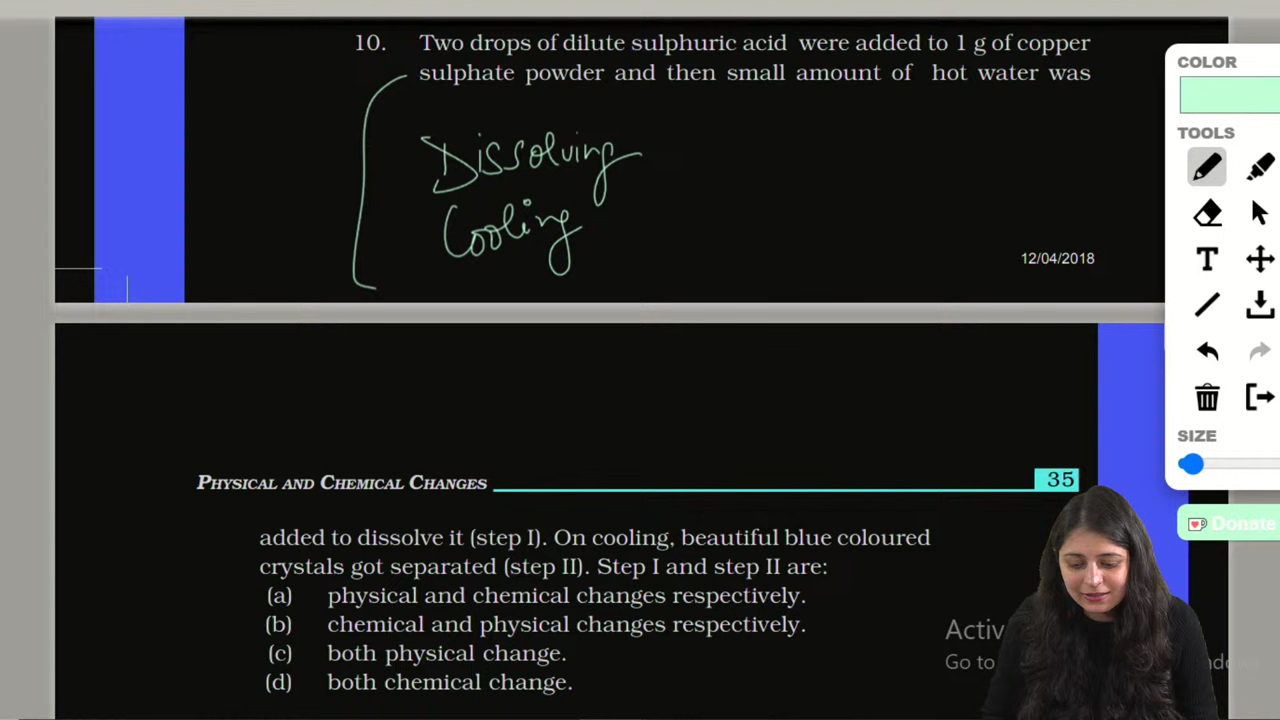 10. Two drops of dilute sulphuric acid were added to 1 g of copper
sulphate powder and then small amount of hot water was
Dissolving
Cooling
12/04/2018
PHYSICAL AND CHEMICAL CHANGES 35
added to dissolve it (step I). On cooling, beautiful blue coloured
crystals got separated (step II). Step I and step II are:
(a) physical and chemical changes respectively.
(b) chemical and physical changes respectively.
(c) both physical change.
(d) both chemical change.
COLOR
TOOLS
T
SIZE
Donate
Activ
Go to